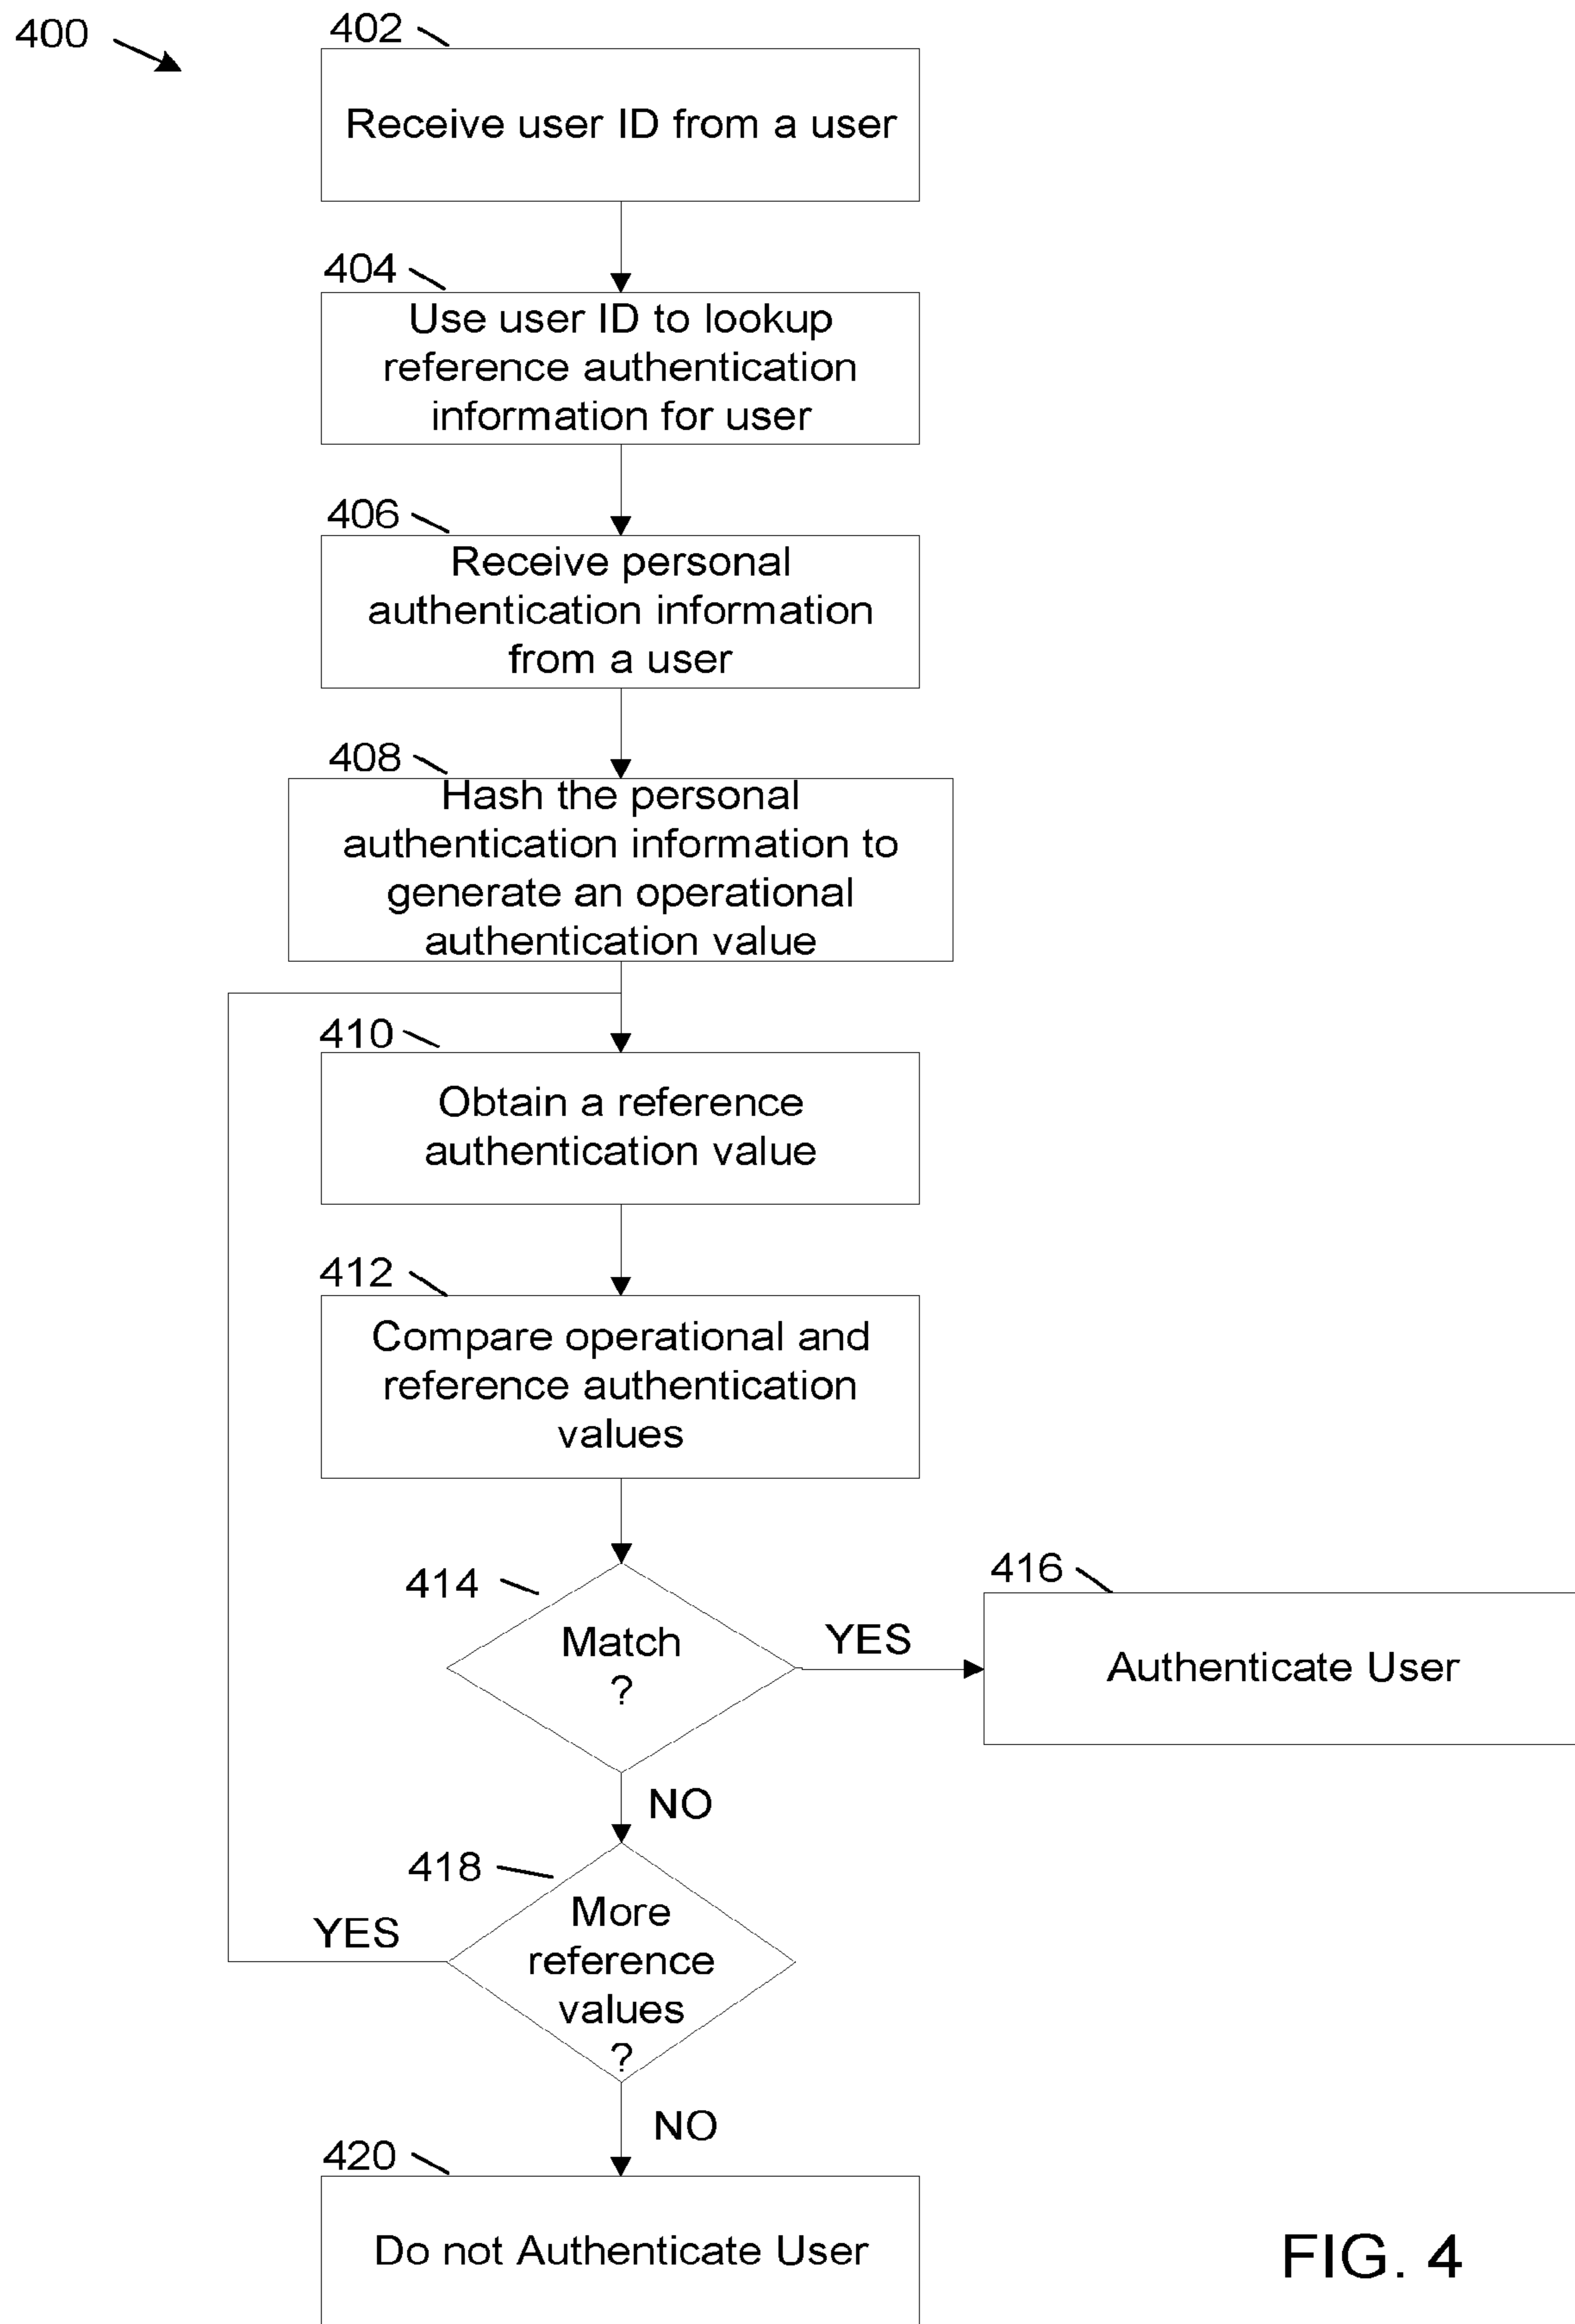 400
402
Receive user ID from a user
404
Use user ID to lookup
reference authentication
information for user
406
Receive personal
authentication information
from a user
408
Hash the personal
authentication information to
generate an operational
authentication value
410
Obtain a reference
authentication value
412
Compare operational and
reference authentication
values
414
Match
?
YES
416
Authenticate User
NO
418
More
reference
values
?
YES
NO
420
Do not Authenticate User
FIG. 4